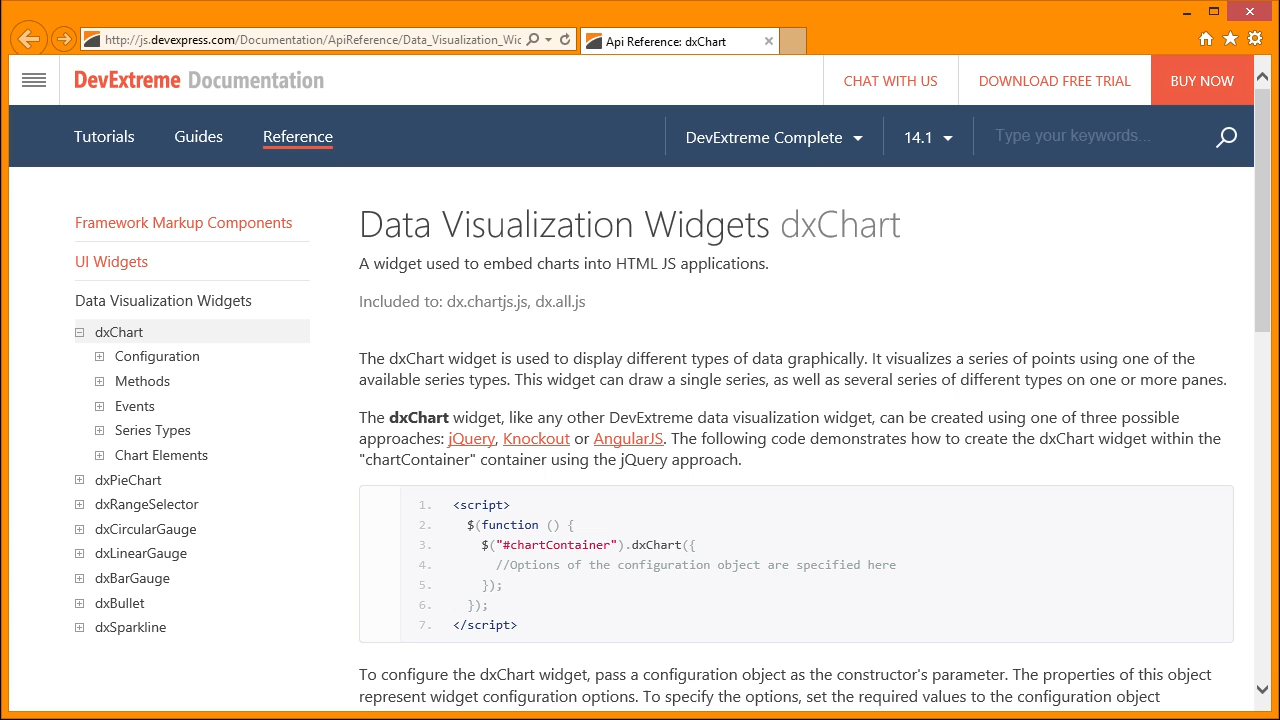 http://js.devexpress.com/Documentation/ApiReference/Data_Visualization_Wic
Api Reference: dxChart
DevExtreme Documentation
CHAT WITH US
DOWNLOAD FREE TRIAL
BUY NOW
Tutorials
Guides
Reference
DevExtreme Complete
14.1
Type your keywords...
Framework Markup Components
UI Widgets
Data Visualization Widgets
dxChart
Configuration
Methods
Events
Series Types
Chart Elements
dxPieChart
dxRangeSelector
dxCircularGauge
dxLinearGauge
dxBarGauge
dxBullet
dxSparkline
Data Visualization Widgets dxChart
A widget used to embed charts into HTML JS applications.
Included to: dx.chartjs.js, dx.all.js
The dxChart widget is used to display different types of data graphically. It visualizes a series of points using one of the
available series types. This widget can draw a single series, as well as several series of different types on one or more panes.
The dxChart widget, like any other DevExtreme data visualization widget, can be created using one of three possible
approaches: jQuery, Knockout or AngularJS. The following code demonstrates how to create the dxChart widget within the
"chartContainer" container using the jQuery approach.
1. <script>
2. $(function () {
3. $("#chartContainer").dxChart({
4. //Options of the configuration object are specified here
5. });
6. });
7. </script>
To configure the dxChart widget, pass a configuration object as the constructor's parameter. The properties of this object
represent widget configuration options. To specify the options, set the required values to the configuration object